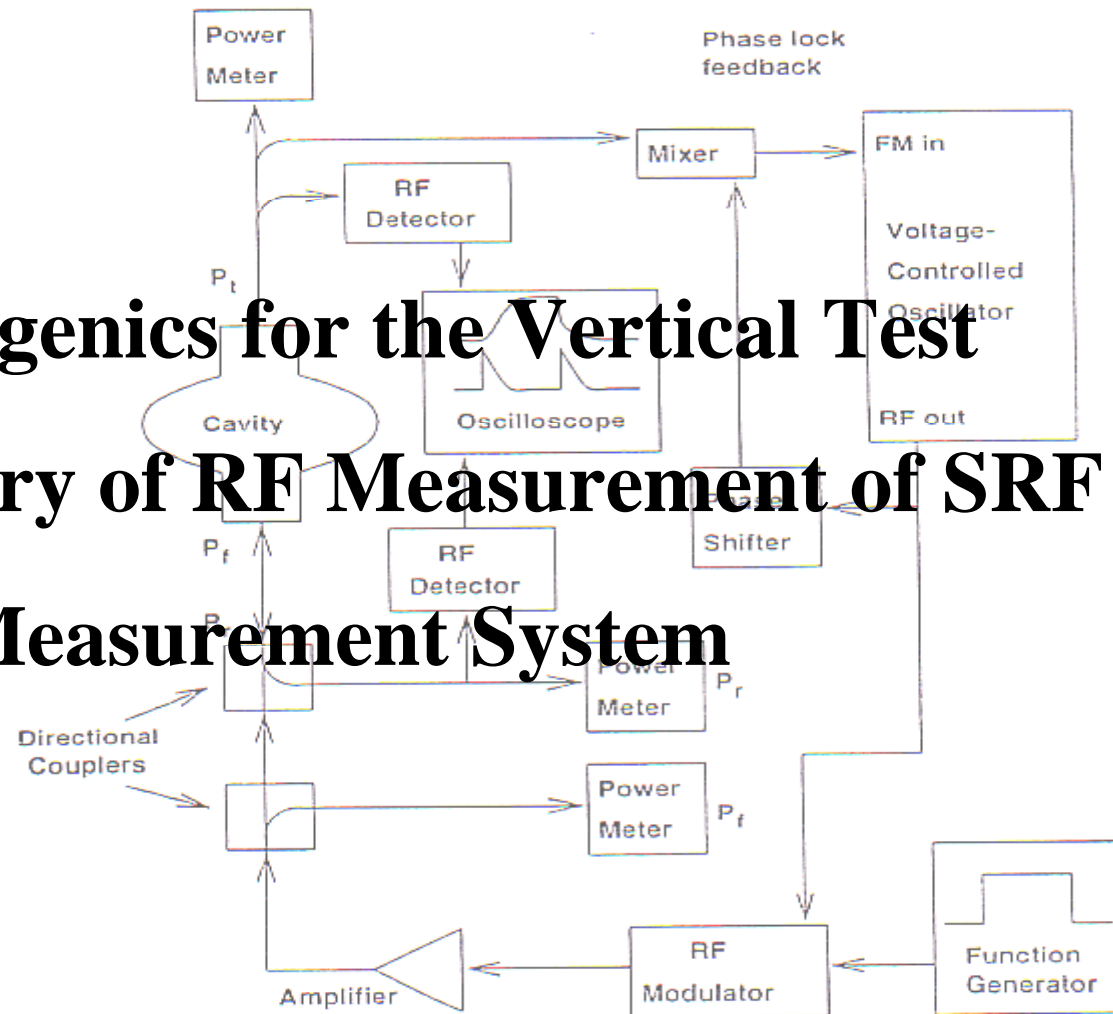 Power
Meter
Phase lock
feedback
Mixer
FM in
RF
Detector
Voltage-
Controlled
Oscillator
Pt
genics for the Vertical Test
Cavity
Oscilloscope
RF out
ry of RF Measurement of SRF
Phase
Shifter
Pf
RF
Detector
Measurement System
Power
Meter
Pr
Directional
Couplers
Power
Meter
Pf
RF
Modulator
Function
Generator
Amplifier